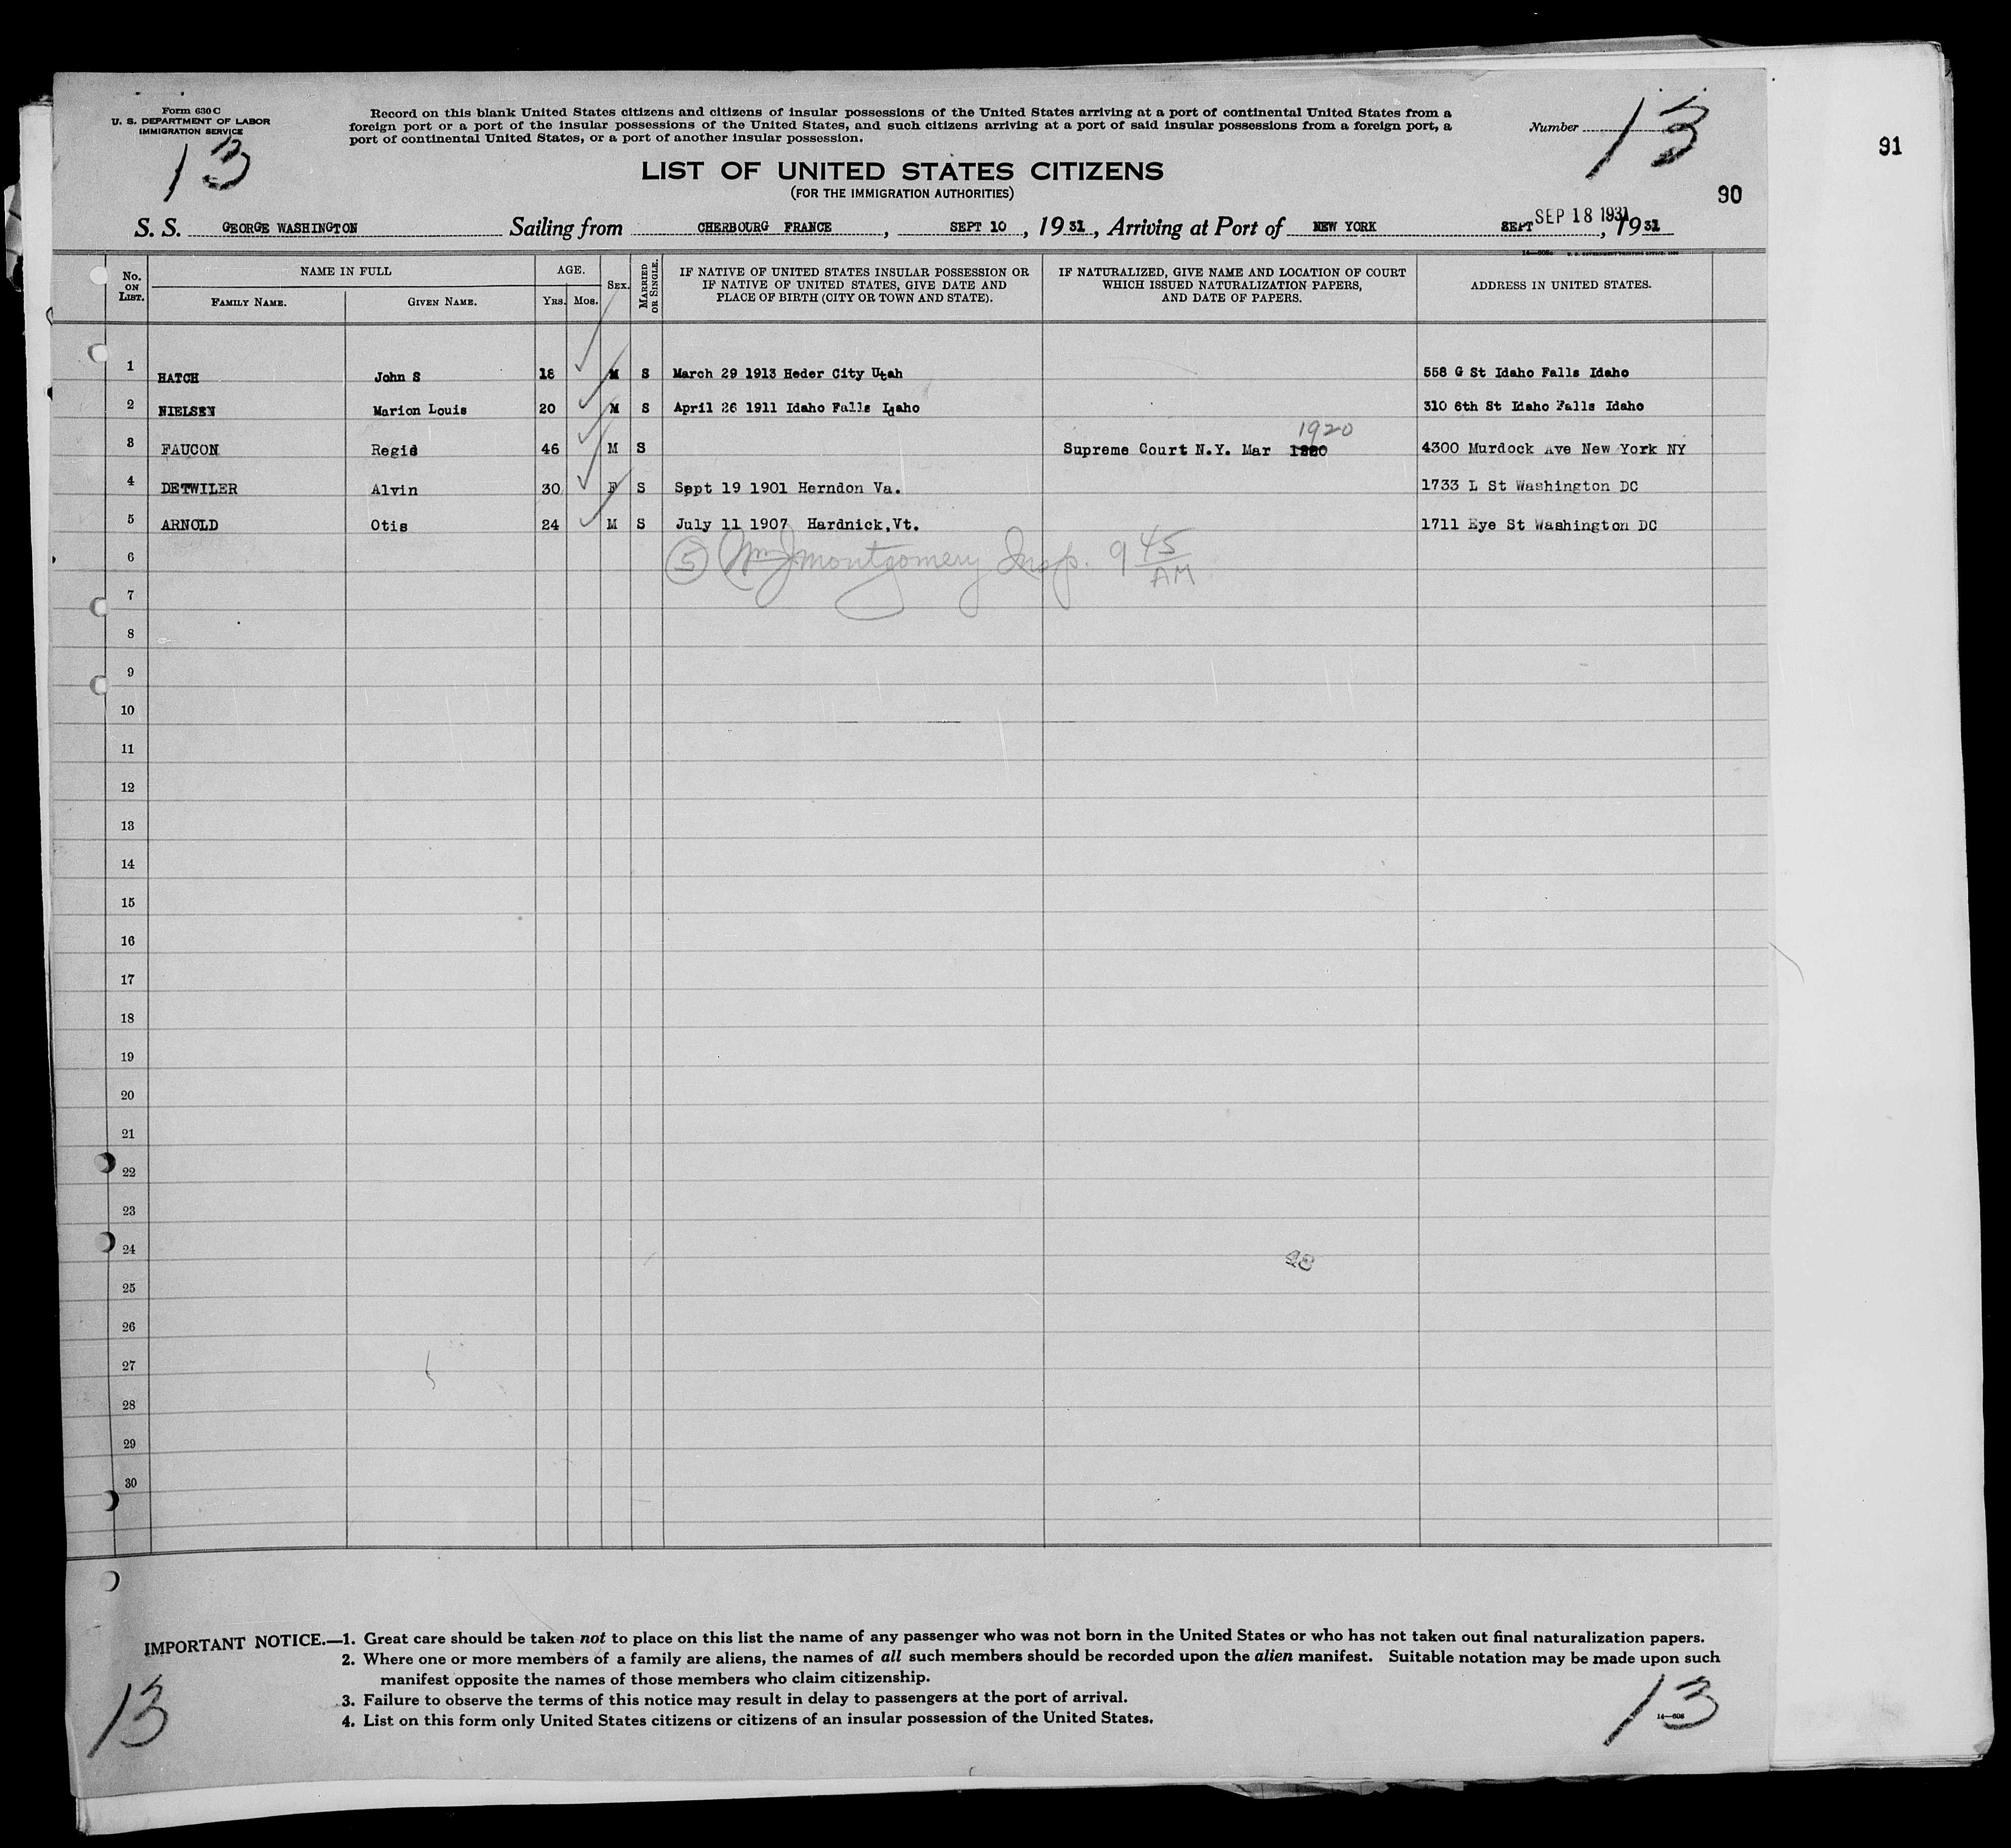 Form 630 C
U. S. DEPARTMENT OF LABOR
IMMIGRATION SERVICE
13
Record on this blank United States citizens and citizens of insular possessions of the United States arriving at a port of continental United States from a
foreign port or a port of the insular possessions of the United States, and such citizens arriving at a port of said insular possessions from a foreign port, a
port of continental United States, or a port of another insular possession.
Number 13
91
LIST OF UNITED STATES CITIZENS
(FOR THE IMMIGRATION AUTHORITIES)
90
S. S. GEORGE WASHINGTON Sailing from CHERBOURG FRANCE, SEPT 10, 1931, Arriving at Port of NEW YORK SEPT SEP 18 1931, 1931
No. ON LIST.
NAME IN FULL
FAMILY NAME. GIVEN NAME.
AGE.
YRS. MOS.
SEX.
MARRIED OR SINGLE.
IF NATIVE OF UNITED STATES INSULAR POSSESSION OR
IF NATIVE OF UNITED STATES, GIVE DATE AND
PLACE OF BIRTH (CITY OR TOWN AND STATE).
IF NATURALIZED, GIVE NAME AND LOCATION OF COURT
WHICH ISSUED NATURALIZATION PAPERS,
AND DATE OF PAPERS.
ADDRESS IN UNITED STATES.
1 HATCH John S 18 M S March 29 1913 Heder City Utah 558 G St Idaho Falls Idaho
2 NIELSEN Marion Louis 20 M S April 26 1911 Idaho Falls Idaho 310 6th St Idaho Falls Idaho
1920
3 FAUCON Regis 46 M S Supreme Court N.Y. Mar 4300 Murdock Ave New York NY
4 DETWILER Alvin 30 F S Sept 19 1901 Herndon Va. 1733 L St Washington DC
5 ARNOLD Otis 24 M S July 11 1907 Hardnick,Vt. 1711 Eye St Washington DC
6 5 Wm J Montgomery Insp. 9 45 AM
7
8
9
10
11
12
13
14
15
16
17
18
19
20
21
22
23
24
48
25
26
27
28
29
30
IMPORTANT NOTICE.—1. Great care should be taken not to place on this list the name of any passenger who was not born in the United States or who has not taken out final naturalization papers.
2. Where one or more members of a family are aliens, the names of all such members should be recorded upon the alien manifest. Suitable notation may be made upon such
manifest opposite the names of those members who claim citizenship.
3. Failure to observe the terms of this notice may result in delay to passengers at the port of arrival.
4. List on this form only United States citizens or citizens of an insular possession of the United States.
13
13
14—608